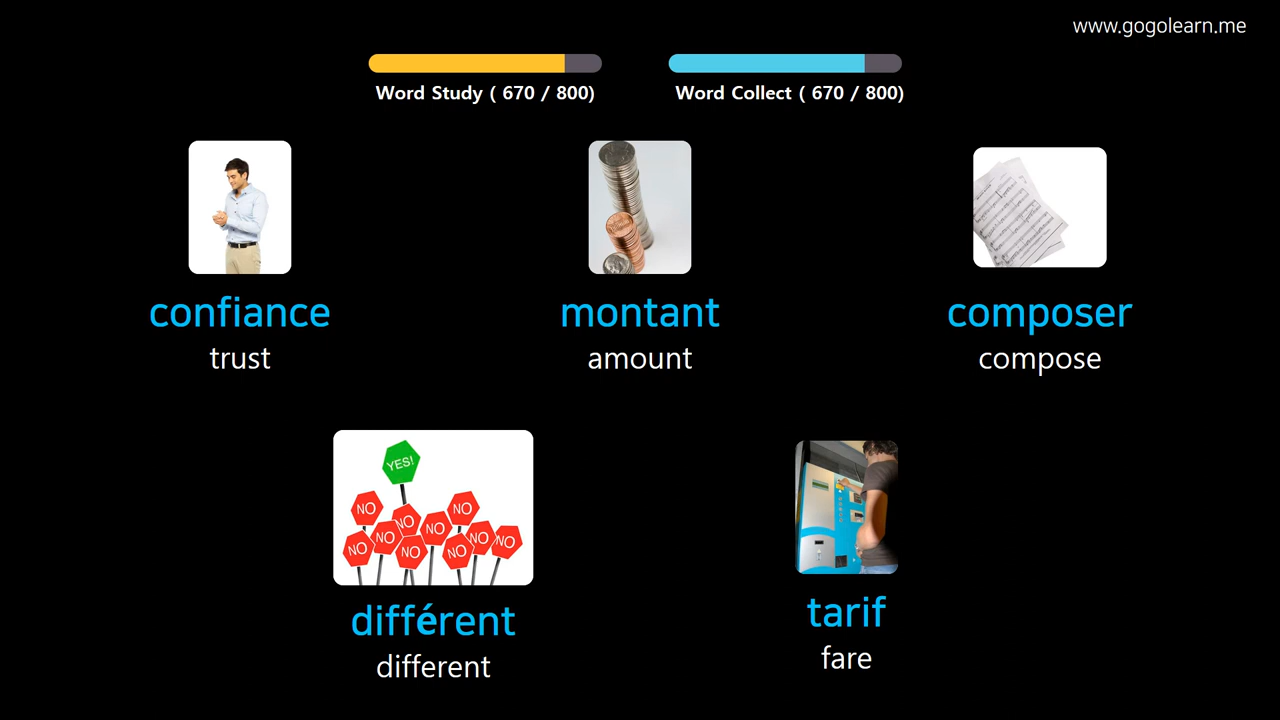 www.gogolearn.me
Word Study ( 670 / 800)
Word Collect ( 670 / 800)
confiance
trust
montant
amount
composer
compose
YES!
NO
NO
NO
NO
NO
NO
NO
NO
NO
NO
différent
different
tarif
fare